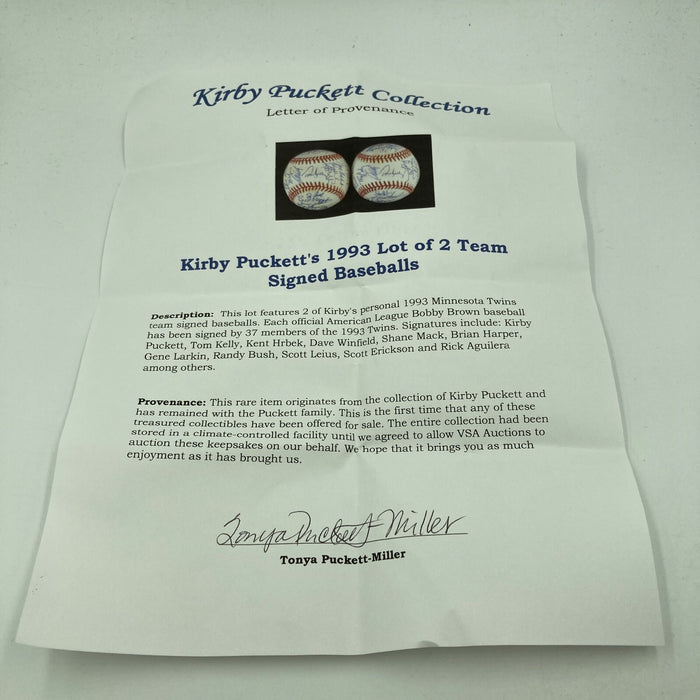 Kirby Puckett Collection
Letter of Provenance
Kirby Puckett's 1993 Lot of 2 Team
Signed Baseballs
Description: This lot features 2 of Kirby's personal 1993 Minnesota Twins
team signed baseballs. Each official American League Bobby Brown baseball
has been signed by 37 members of the 1993 Twins. Signatures include: Kirby
Puckett, Tom Kelly, Kent Hrbek, Dave Winfield, Shane Mack, Brian Harper,
Gene Larkin, Randy Bush, Scott Leius, Scott Erickson and Rick Aguilera
among others.
Provenance: This rare item originates from the collection of Kirby Puckett and
has remained with the Puckett family. This is the first time that any of these
treasured collectibles have been offered for sale. The entire collection had been
stored in a climate-controlled facility until we agreed to allow VSA Auctions to
auction these keepsakes on our behalf. We hope that it brings you as much
enjoyment as it has brought us.
Tonya Puckett-Miller
Tonya Puckett-Miller